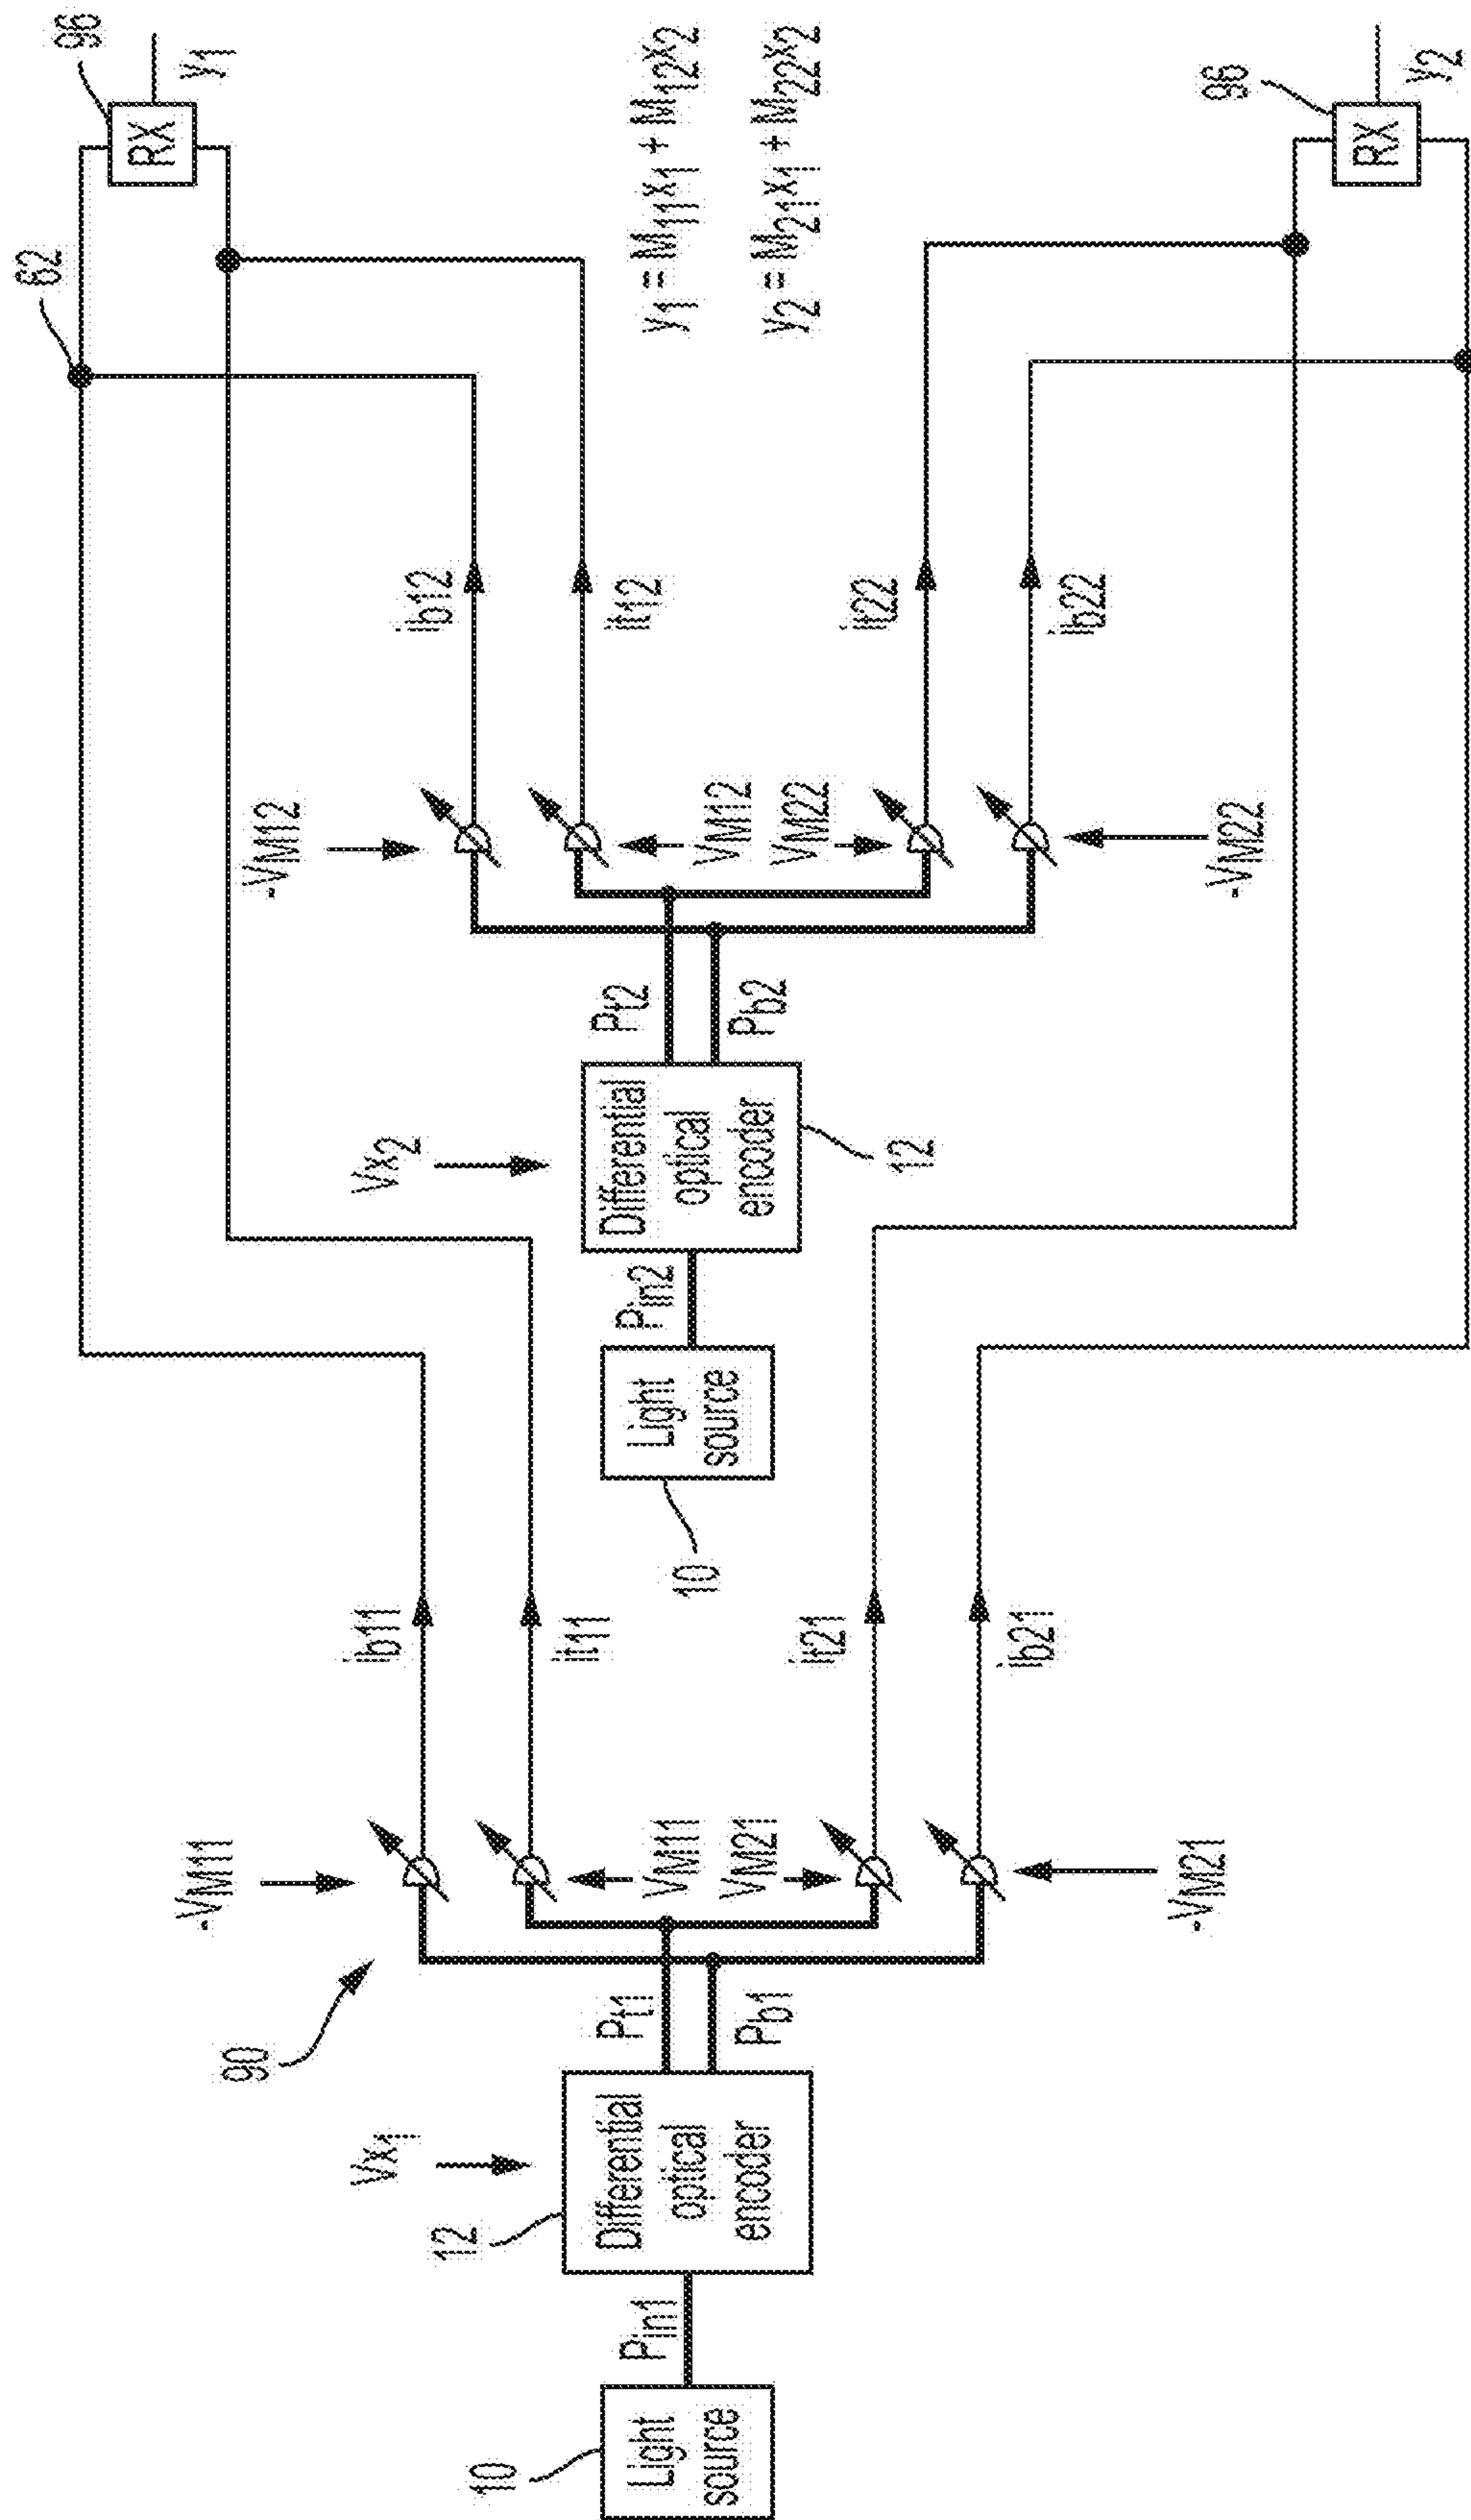 62
96
RX
y1
-VM11
90
-VM12
Vx1
ib11
Vx2
ib12
12
10
Light source
Pin1
Differential optical encoder
Pt1
Pb1
it11
VM11
VM21
it21
ib21
-VM21
10
Light source
Pin2
Differential optical encoder
12
Pt2
Pb2
VM12
VM22
it12
it22
ib22
-VM22
y1 = M11x1 + M12x2
y2 = M21x1 + M22x2
96
RX
y2